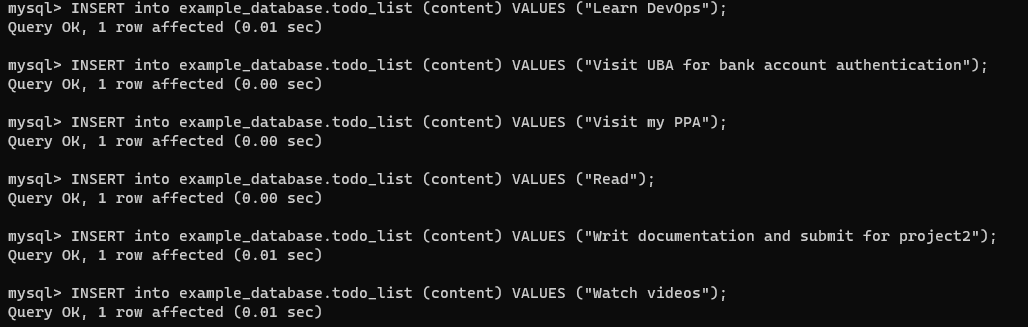 mysql> INSERT into example_database.todo_list (content) VALUES ("Learn DevOps");
Query OK, 1 row affected (0.01 sec)
mysql> INSERT into example_database.todo_list (content) VALUES ("Visit UBA for bank account authentication");
Query OK, 1 row affected (0.00 sec)
mysql> INSERT into example_database.todo_list (content) VALUES ("Visit my PPA");
Query OK, 1 row affected (0.00 sec)
mysql> INSERT into example_database.todo_list (content) VALUES ("Read");
Query OK, 1 row affected (0.00 sec)
mysql> INSERT into example_database.todo_list (content) VALUES ("Writ documentation and submit for project2");
Query OK, 1 row affected (0.01 sec)
mysql> INSERT into example_database.todo_list (content) VALUES ("Watch videos");
Query OK, 1 row affected (0.01 sec)